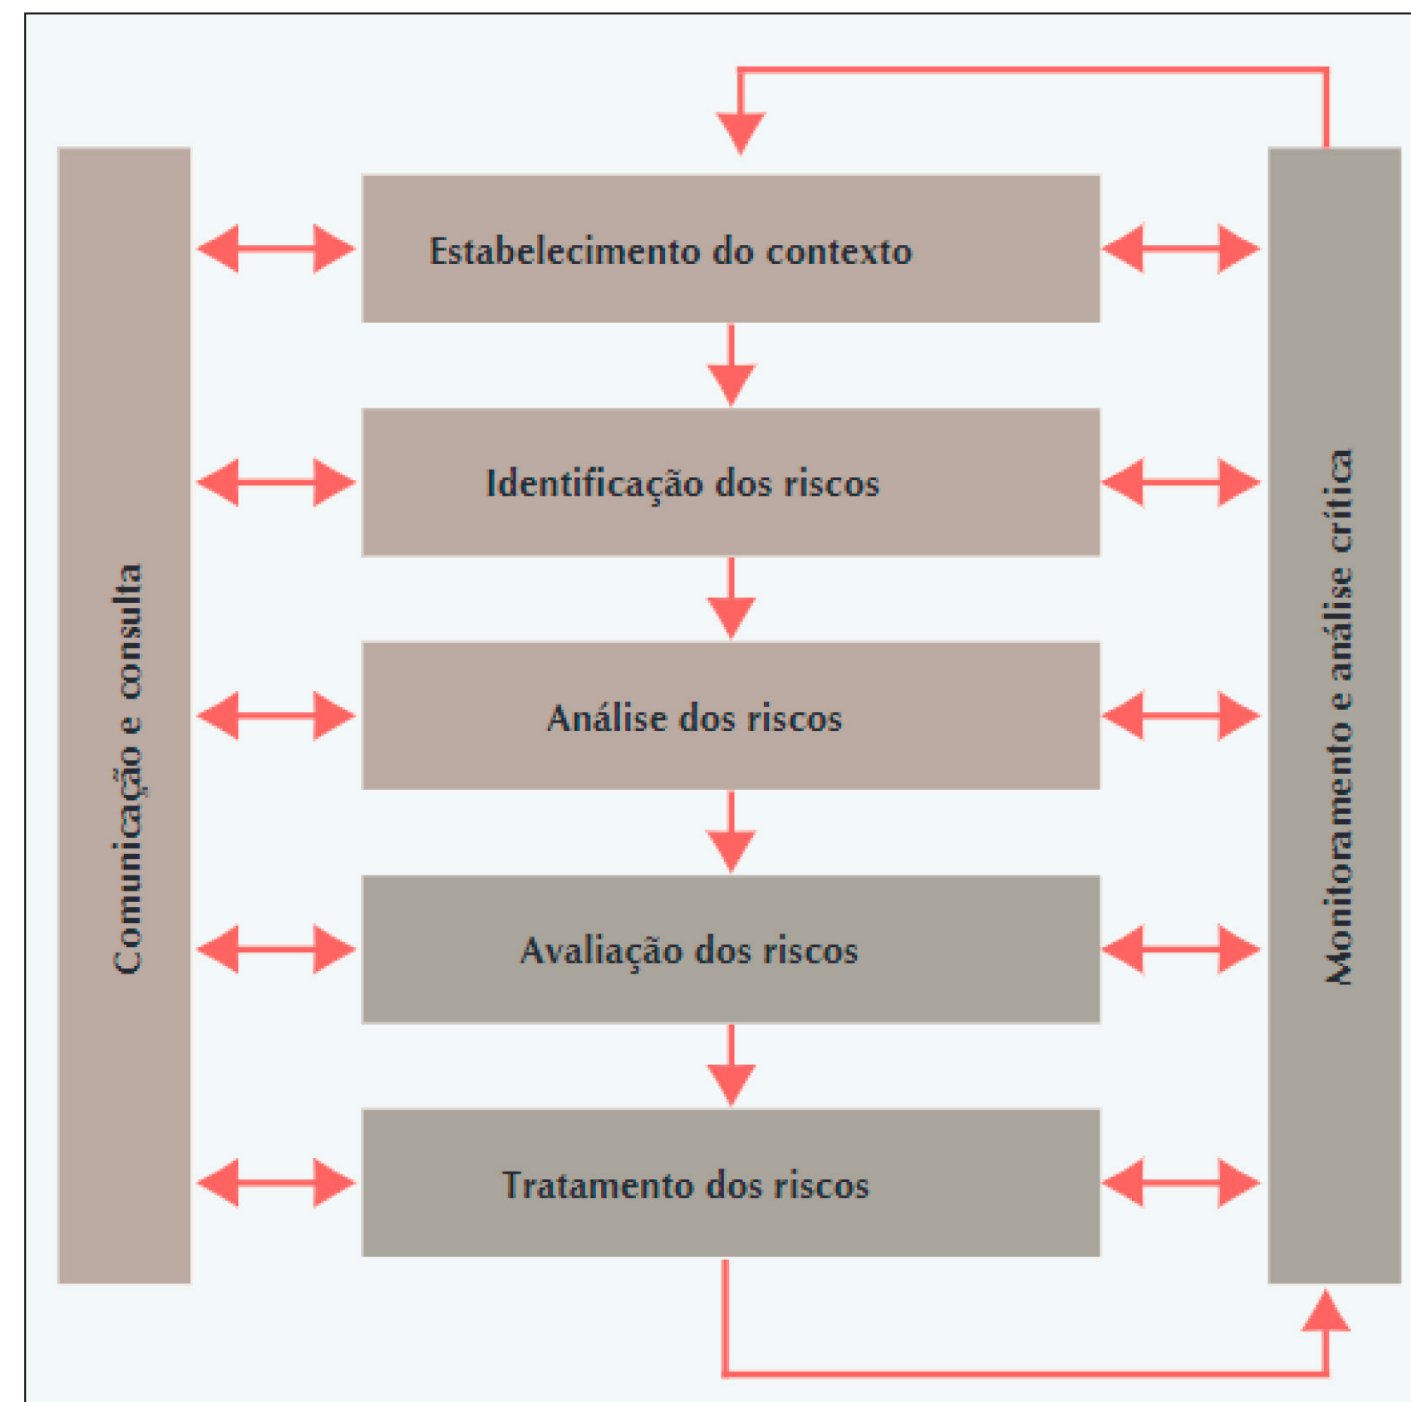 Comunicação e consulta
Estabelecimento do contexto
Identificação dos riscos
Análise dos riscos
Avaliação dos riscos
Tratamento dos riscos
Monitoramento e análise crítica